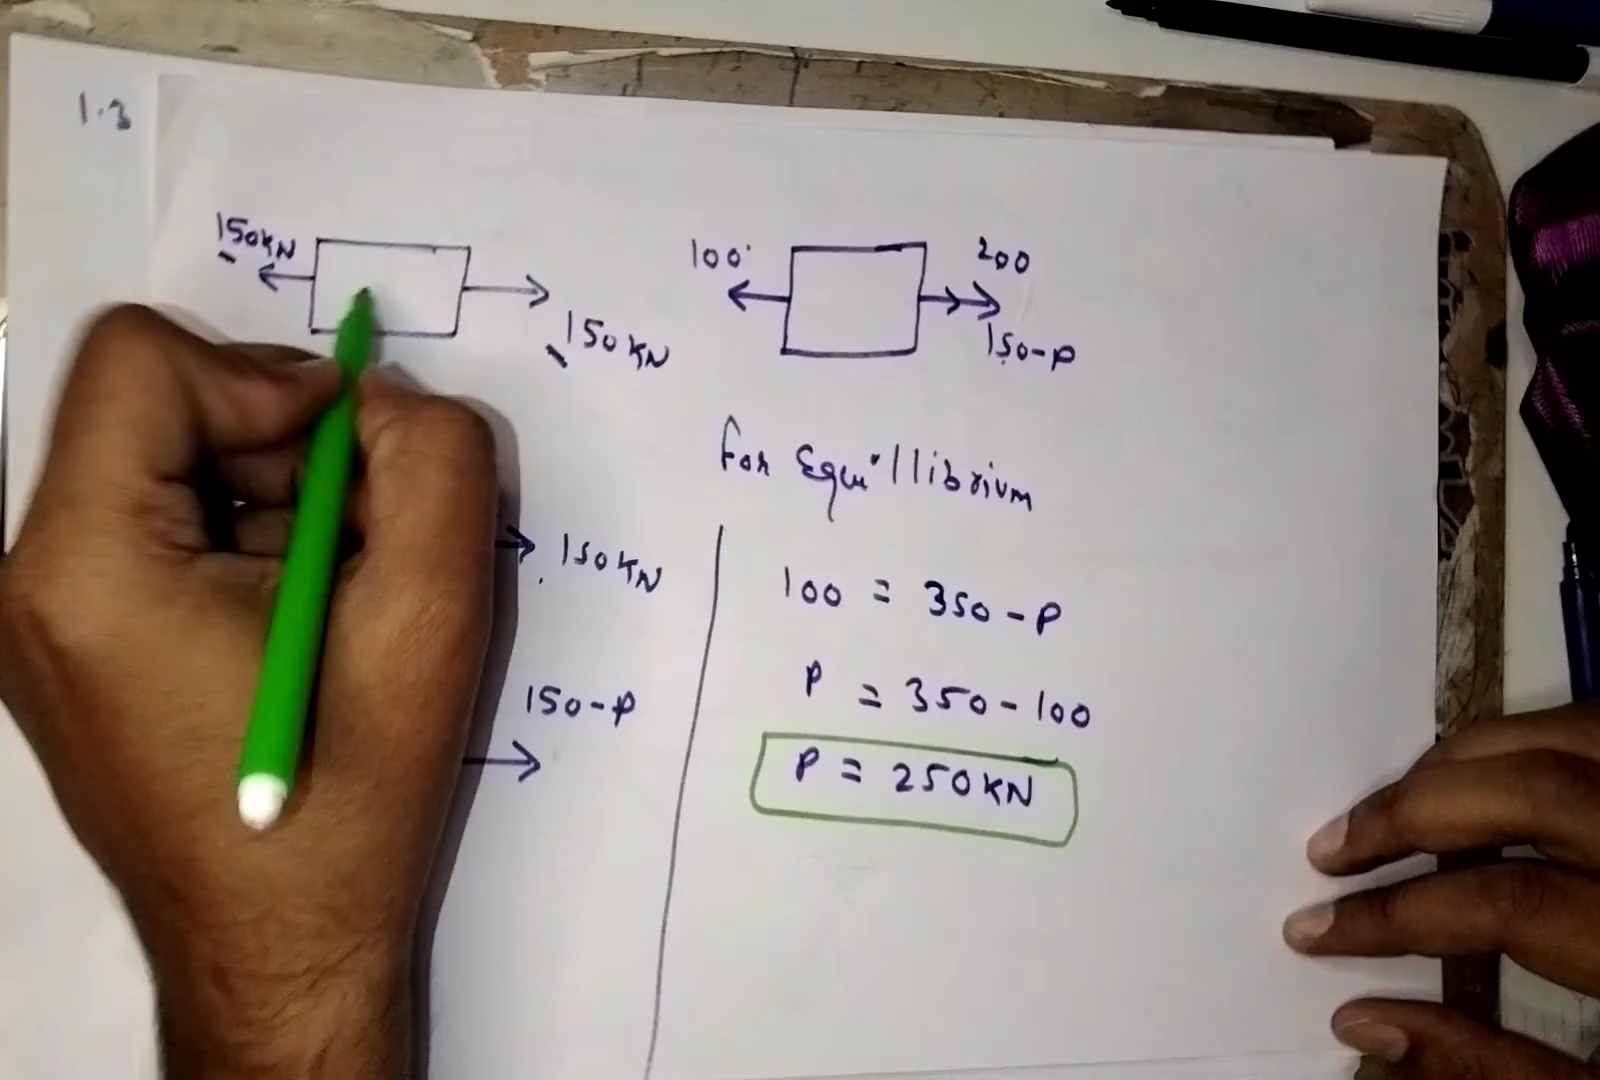 1.3
150KN
150KN
100
200
150-P
for Equillibrium
150KN
150-P
100 = 350-P
P = 350-100
P = 250KN